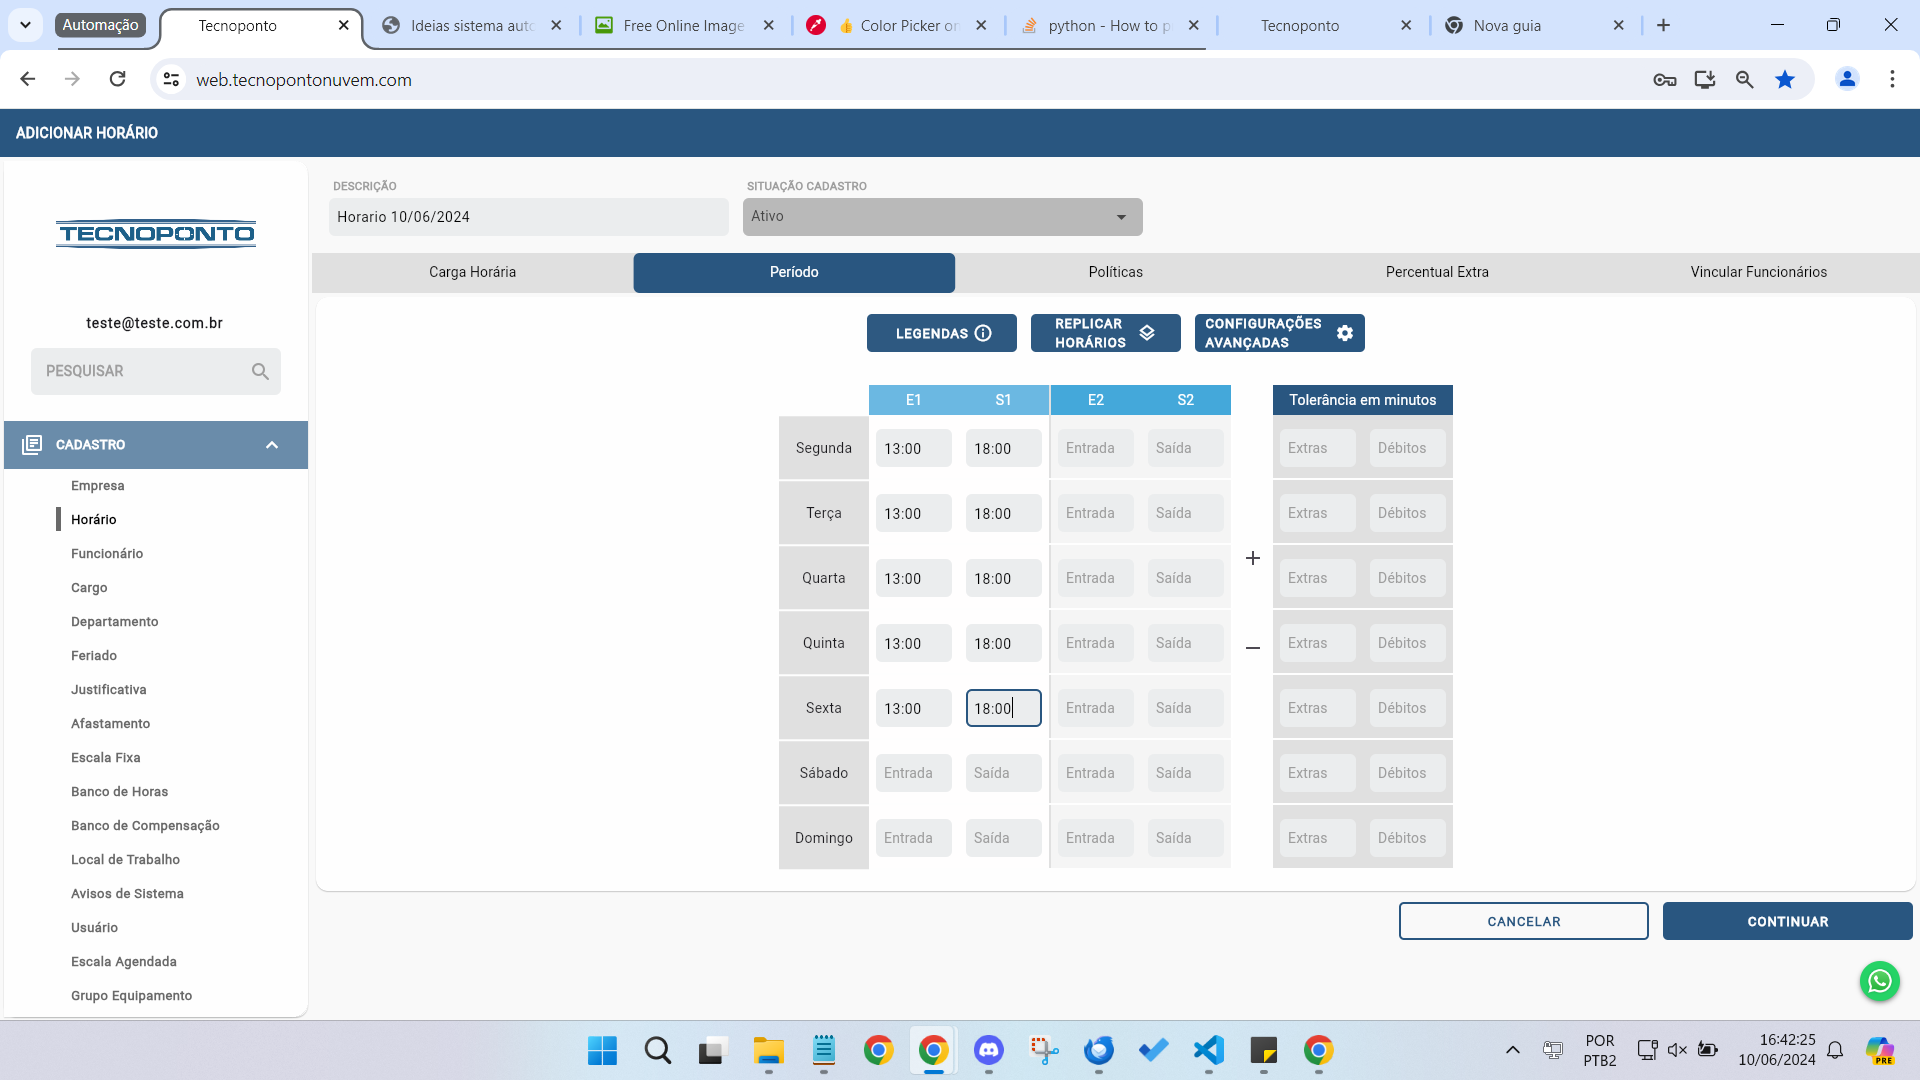 Automação
Tecnoponto
Ideias sistema auto
Free Online Image
Color Picker on
python - How to p
Tecnoponto
Nova guia
web.tecnopontonuvem.com
ADICIONAR HORÁRIO
TECNOPONTO
teste@teste.com.br
PESQUISAR
CADASTRO
Empresa
Horário
Funcionário
Cargo
Departamento
Feriado
Justificativa
Afastamento
Escala Fixa
Banco de Horas
Banco de Compensação
Local de Trabalho
Avisos de Sistema
Usuário
Escala Agendada
Grupo Equipamento
DESCRIÇÃO
Horario 10/06/2024
SITUAÇÃO CADASTRO
Ativo
Carga Horária
Período
Políticas
Percentual Extra
Vincular Funcionários
LEGENDAS
REPLICAR
HORÁRIOS
CONFIGURAÇÕES
AVANÇADAS
E1 S1 E2 S2 Tolerância em minutos
Segunda 13:00 18:00 Entrada Saída Extras Débitos
Terça 13:00 18:00 Entrada Saída Extras Débitos
Quarta 13:00 18:00 Entrada Saída Extras Débitos
Quinta 13:00 18:00 Entrada Saída Extras Débitos
Sexta 13:00 18:00 Entrada Saída Extras Débitos
Sábado Entrada Saída Entrada Saída Extras Débitos
Domingo Entrada Saída Entrada Saída Extras Débitos
CANCELAR
CONTINUAR
POR
PTB2
16:42:25
10/06/2024
PRE